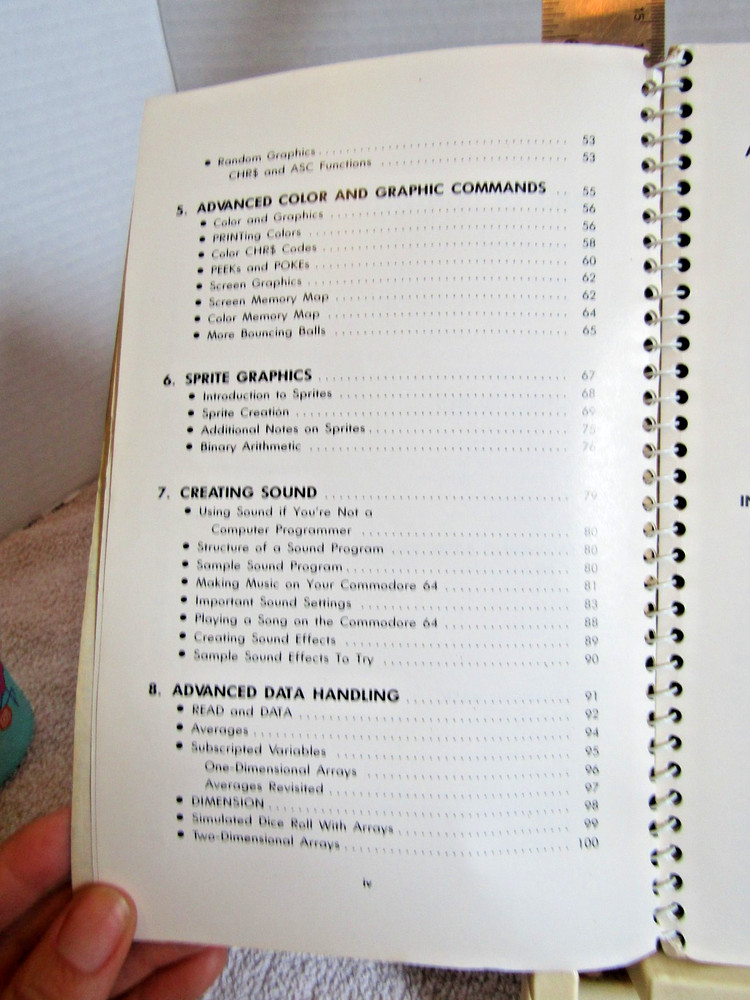 15
• Random Graphics 53
CHR$ and ASC Functions 53
5. ADVANCED COLOR AND GRAPHIC COMMANDS 55
• Color and Graphics 56
• PRINTing Colors 56
• Color CHR$ Codes 58
• PEEKs and POKEs 60
• Screen Graphics 62
• Screen Memory Map 62
• Color Memory Map 64
• More Bouncing Balls 65
6. SPRITE GRAPHICS 67
• Introduction to Sprites 68
• Sprite Creation 69
• Additional Notes on Sprites 75
• Binary Arithmetic 76
7. CREATING SOUND 79
• Using Sound if You're Not a
Computer Programmer 80
• Structure of a Sound Program 80
• Sample Sound Program 80
• Making Music on Your Commodore 64 81
• Important Sound Settings 83
• Playing a Song on the Commodore 64 88
• Creating Sound Effects 89
• Sample Sound Effects To Try 90
8. ADVANCED DATA HANDLING 91
• READ and DATA 92
• Averages 94
• Subscripted Variables 95
One-Dimensional Arrays 96
Averages Revisited 97
• DIMENSION 98
• Simulated Dice Roll With Arrays 99
• Two-Dimensional Arrays 100
iv